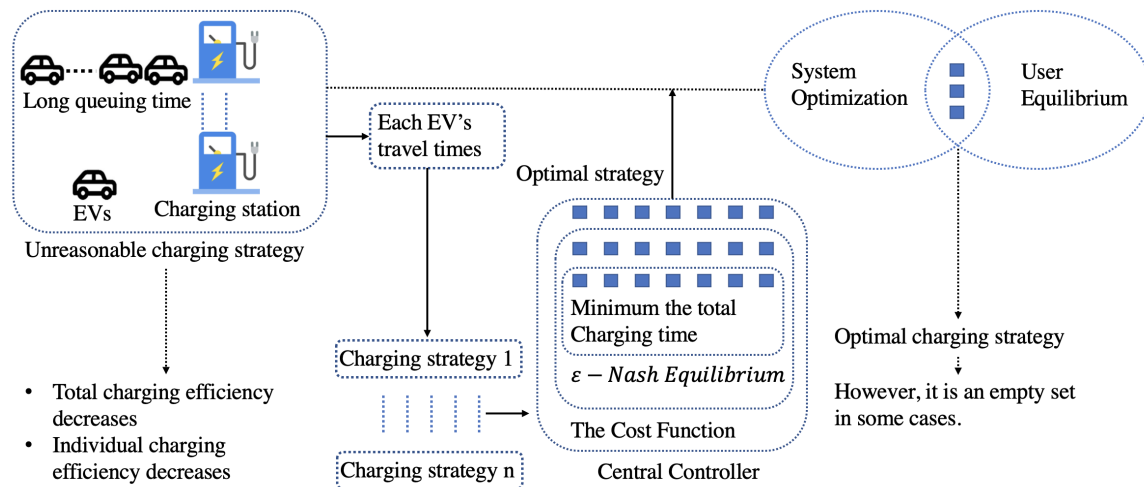 Long queuing time
EVs
Charging station
Unreasonable charging strategy
• Total charging efficiency
decreases
• Individual charging
efficiency decreases
Each EV's
travel times
Charging strategy 1
Charging strategy n
Optimal strategy
Minimum the total
Charging time
ε − Nash Equilibrium
The Cost Function
Central Controller
System
Optimization
User
Equilibrium
Optimal charging strategy
However, it is an empty set
in some cases.